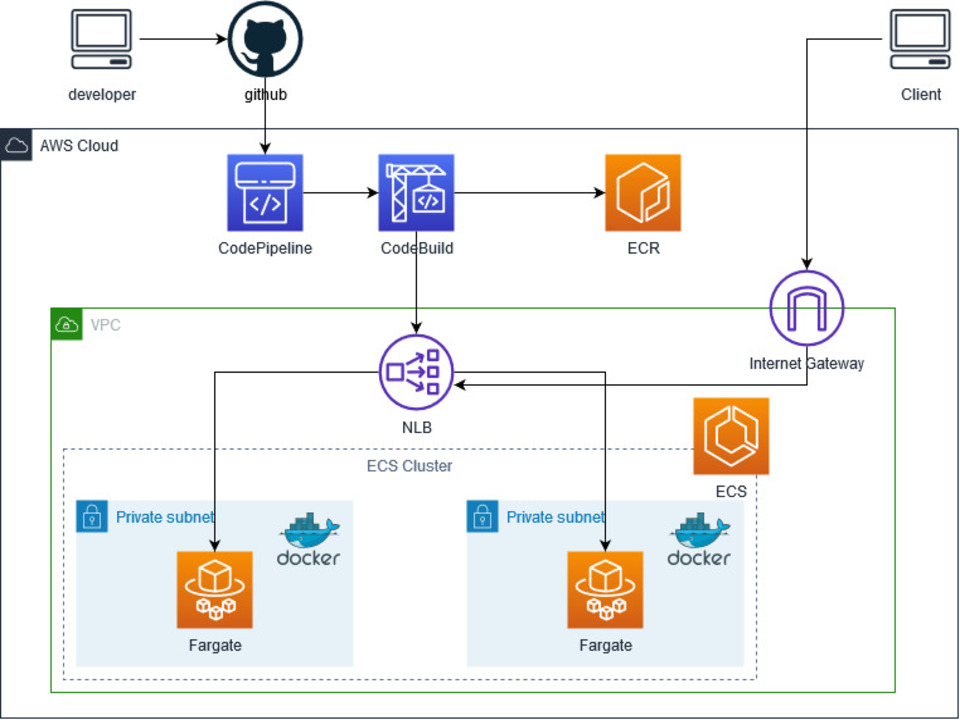 developer
github
Client
AWS Cloud
CodePipeline
CodeBuild
ECR
VPC
Internet Gateway
NLB
ECS Cluster
ECS
Private subnet
docker
Private subnet
docker
Fargate
Fargate